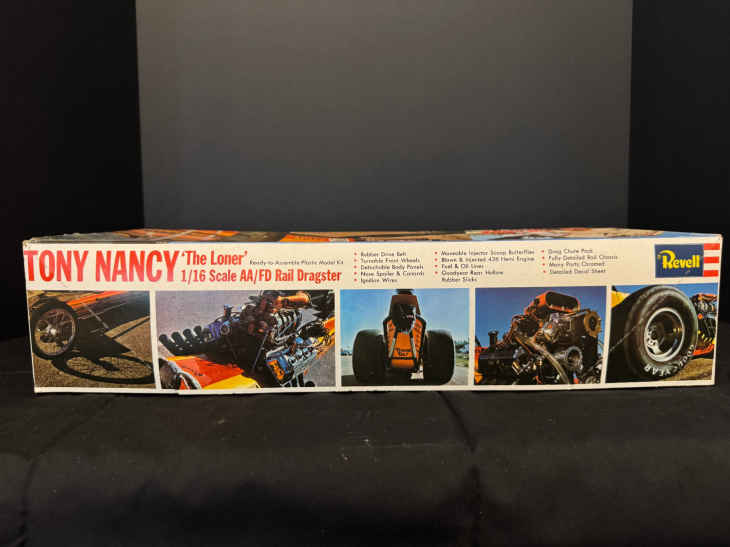 TONY NANCY
'The Loner' Ready-to-Assemble Plastic Model Kit
1/16 Scale AA/FD Rail Dragster
• Rubber Drive Belt
• Turnable Front Wheels
• Detachable Body Panels
• Nose Spoiler & Canards
• Ignition Wires
• Moveable Injector Scoop Butterflies
• Blown & Injected 426 Hemi Engine
• Fuel & Oil Lines
• Goodyear Rear Hollow
Rubber Slicks
• Drag Chute Pack
• Fully Detailed Rail Chassis
• Many Parts Chromed
• Detailed Decal Sheet
Revell
GOODYEAR